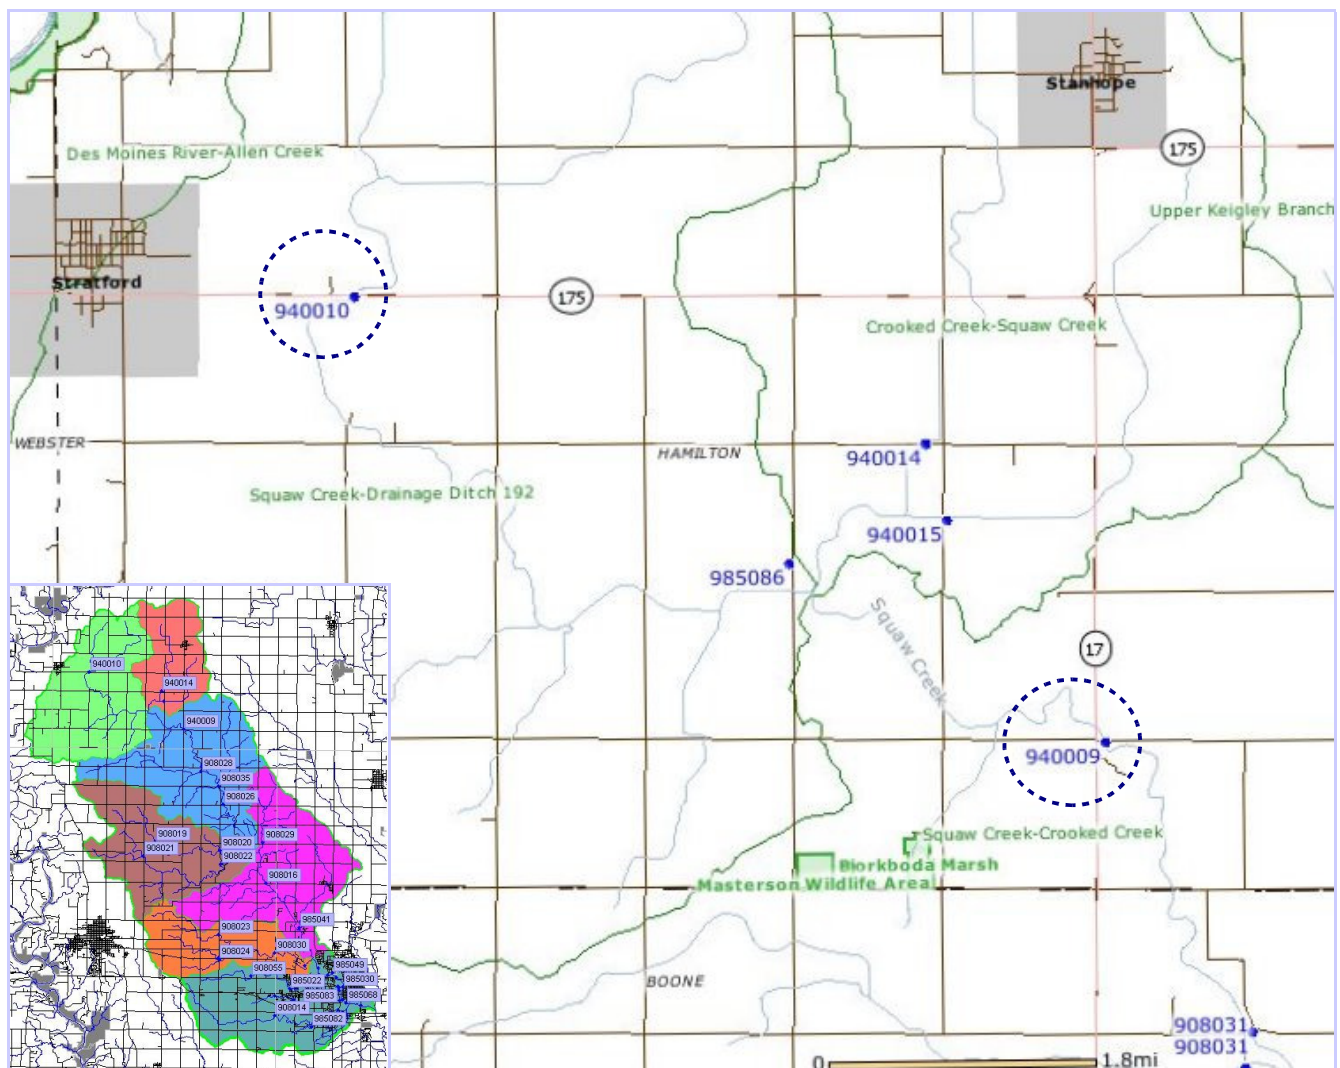 Stanhope
175
Des Moines River-Allen Creek
Upper Keigley Branch
Stratford
175
940010
Crooked Creek-Squaw Creek
WEBSTER
HAMILTON
940014
Squaw Creek-Drainage Ditch 192
940015
985086
Squaw Creek
17
940009
Squaw Creek-Crooked Creek
Bjorkboda Marsh
Masterson Wildlife Area
BOONE
908031
908031
0
1.8mi
940010
940014
940009
908028
908035
908026
908019
908029
908020
908021
908022
908016
985041
908023
908030
908024
908055
985049
985022
985030
985083
985068
908014
985082